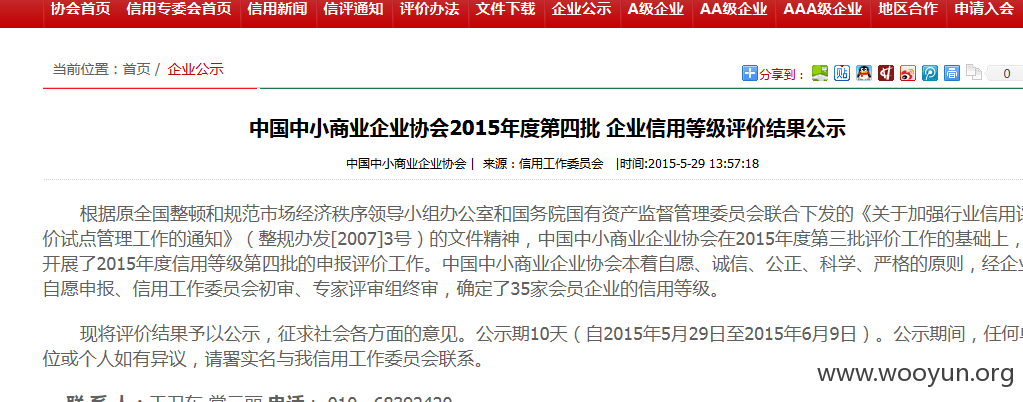 协会首页 信用专委会首页 信用新闻 信评通知 评价办法 文件下载 企业公示 A级企业 AA级企业 AAA级企业 地区合作 申请入会
当前位置：首页 / 企业公示
分享到： 0
中国中小商业企业协会2015年度第四批 企业信用等级评价结果公示
中国中小商业企业协会 | 来源：信用工作委员会 |时间:2015-5-29 13:57:18
根据原全国整顿和规范市场经济秩序领导小组办公室和国务院国有资产监督管理委员会联合下发的《关于加强行业信用
价试点管理工作的通知》（整规办发[2007]3号）的文件精神，中国中小商业企业协会在2015年度第三批评价工作的基础上，
开展了2015年度信用等级第四批的申报评价工作。中国中小商业企业协会本着自愿、诚信、公正、科学、严格的原则，经企
自愿申报、信用工作委员会初审、专家评审组终审，确定了35家会员企业的信用等级。
现将评价结果予以公示，征求社会各方面的意见。公示期10天（自2015年5月29日至2015年6月9日）。公示期间，任何
位或个人如有异议，请署实名与我信用工作委员会联系。
www.wooyun.org